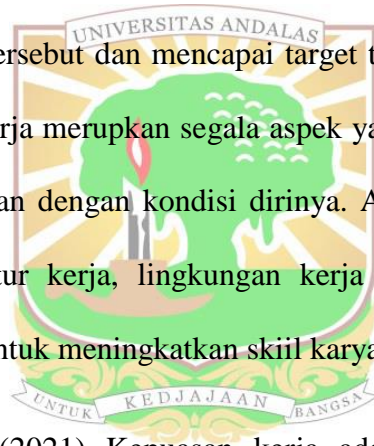 UNIVERSITAS ANDALAS
ersebut dan mencapai target t
rja merupkan segala aspek ya
an dengan kondisi dirinya. A
tur kerja, lingkungan kerja
ntuk meningkatkan skiil karya
UNTUK KEDJAJAAN BANGSA
(2021) Kepuasan kerja ad